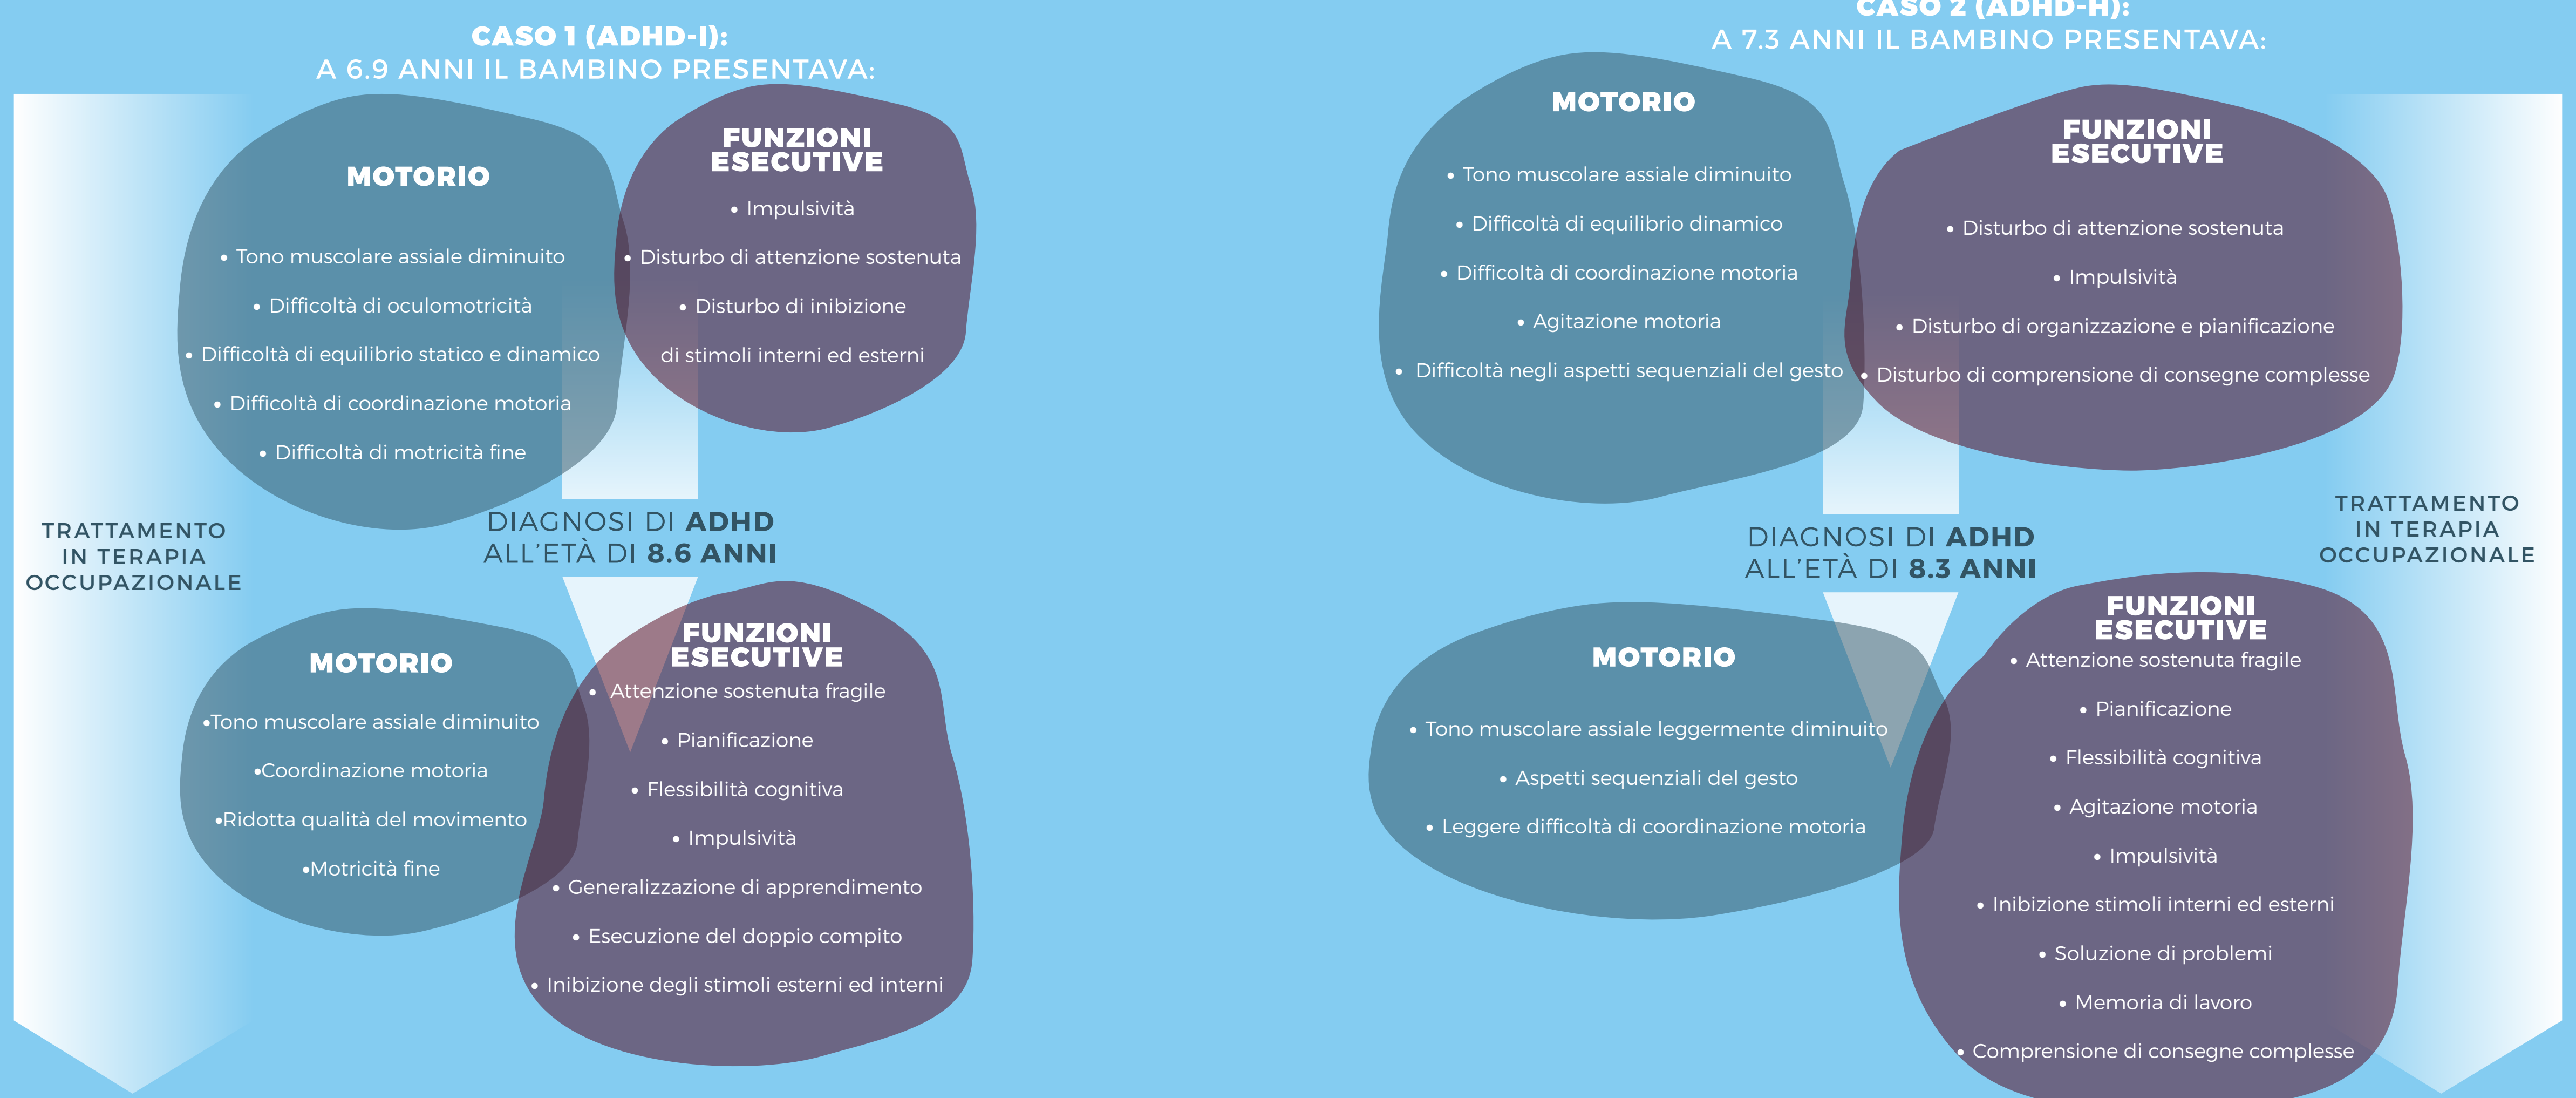 CASO 1 (ADHD-I):
A 6.9 ANNI IL BAMBINO PRESENTAVA:
MOTORIO
• Tono muscolare assiale diminuito
• Difficoltà di oculomotricità
• Difficoltà di equilibrio statico e dinamico
• Difficoltà di coordinazione motoria
• Difficoltà di motricità fine
FUNZIONI
ESECUTIVE
• Impulsività
• Disturbo di attenzione sostenuta
• Disturbo di inibizione
di stimoli interni ed esterni
TRATTAMENTO
IN TERAPIA
OCCUPAZIONALE
DIAGNOSI DI ADHD
ALL'ETÀ DI 8.6 ANNI
MOTORIO
•Tono muscolare assiale diminuito
•Coordinazione motoria
•Ridotta qualità del movimento
•Motricità fine
FUNZIONI
ESECUTIVE
• Attenzione sostenuta fragile
• Pianificazione
• Flessibilità cognitiva
• Impulsività
• Generalizzazione di apprendimento
• Esecuzione del doppio compito
• Inibizione degli stimoli esterni ed interni
CASO 2 (ADHD-H):
A 7.3 ANNI IL BAMBINO PRESENTAVA:
MOTORIO
• Tono muscolare assiale diminuito
• Difficoltà di equilibrio dinamico
• Difficoltà di coordinazione motoria
• Agitazione motoria
• Difficoltà negli aspetti sequenziali del gesto
FUNZIONI
ESECUTIVE
• Disturbo di attenzione sostenuta
• Impulsività
• Disturbo di organizzazione e pianificazione
• Disturbo di comprensione di consegne complesse
DIAGNOSI DI ADHD
ALL'ETÀ DI 8.3 ANNI
TRATTAMENTO
IN TERAPIA
OCCUPAZIONALE
MOTORIO
• Tono muscolare assiale leggermente diminuito
• Aspetti sequenziali del gesto
• Leggere difficoltà di coordinazione motoria
FUNZIONI
ESECUTIVE
• Attenzione sostenuta fragile
• Pianificazione
• Flessibilità cognitiva
• Agitazione motoria
• Impulsività
• Inibizione stimoli interni ed esterni
• Soluzione di problemi
• Memoria di lavoro
• Comprensione di consegne complesse